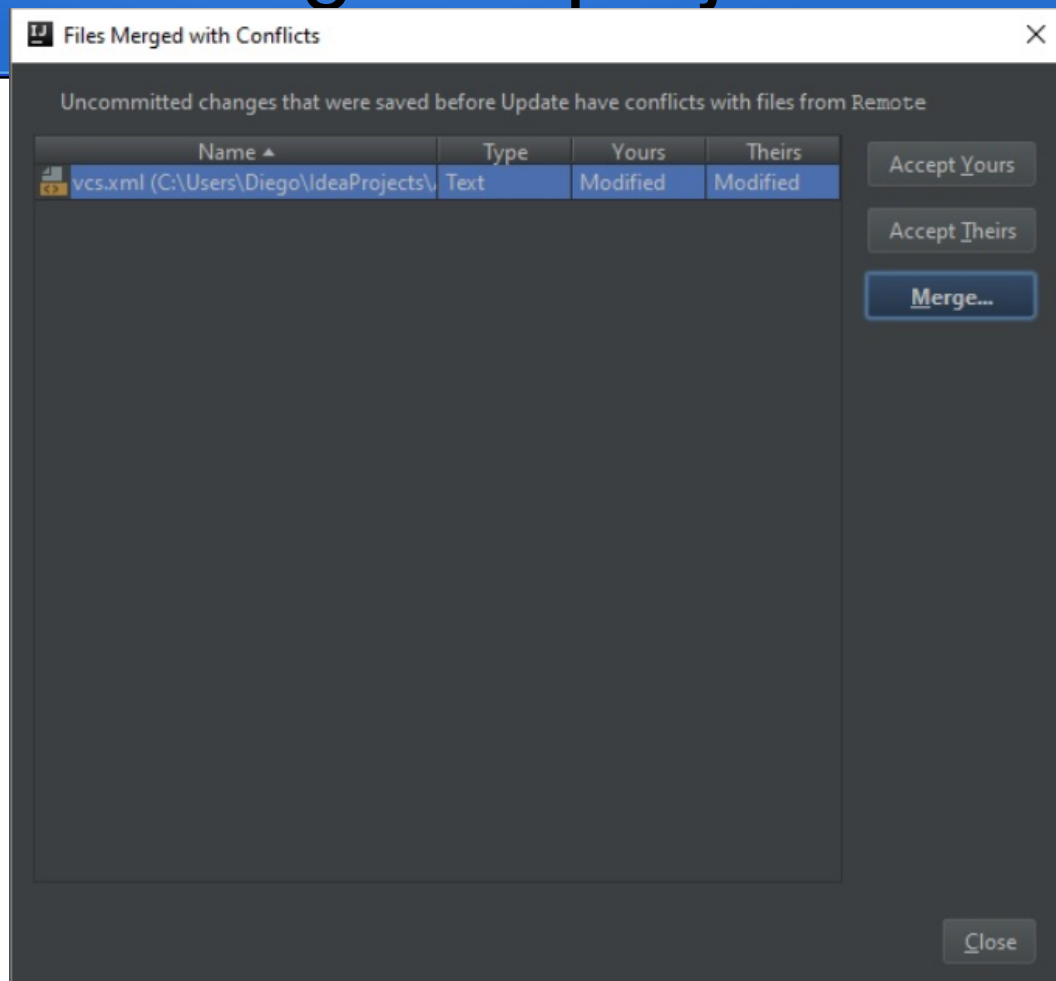 Files Merged with Conflicts
Uncommitted changes that were saved before Update have conflicts with files from Remote
Name Type Yours Theirs
vcs.xml (C:\Users\Diego\IdeaProjects\ Text Modified Modified
Accept Yours
Accept Theirs
Merge...
Close